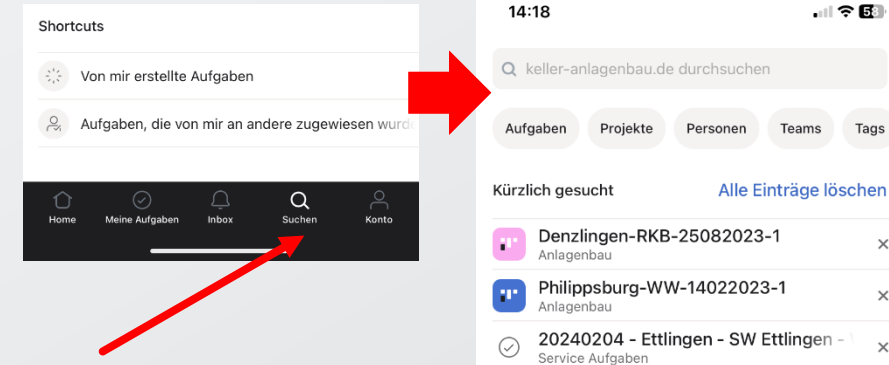 Shortcuts
Von mir erstellte Aufgaben
Aufgaben, die von mir an andere zugewiesen wurde
Home Meine Aufgaben Inbox Suchen Konto
14:18 58
keller-anlagenbau.de durchsuchen
Aufgaben Projekte Personen Teams Tags
Kürzlich gesucht Alle Einträge löschen
Denzlingen-RKB-25082023-1
Anlagenbau
Philippsburg-WW-14022023-1
Anlagenbau
20240204 - Ettlingen - SW Ettlingen -
Service Aufgaben